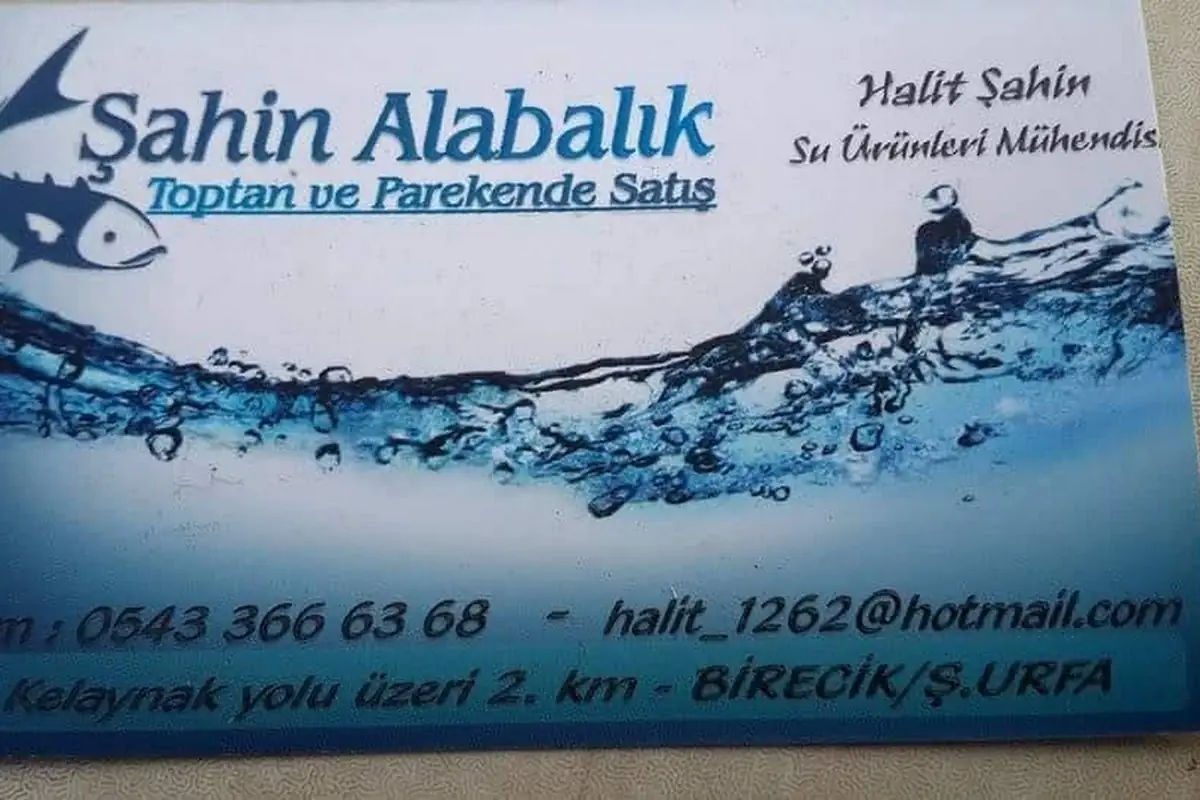 Şahin Alabalık
Toptan ve Parekende Satış
Halit Şahin
Su Ürünleri Mühendis
m : 0543 366 63 68 - halit_1262@hotmail.com
Kelaynak yolu üzeri 2. km - BİRECİK/Ş.URFA